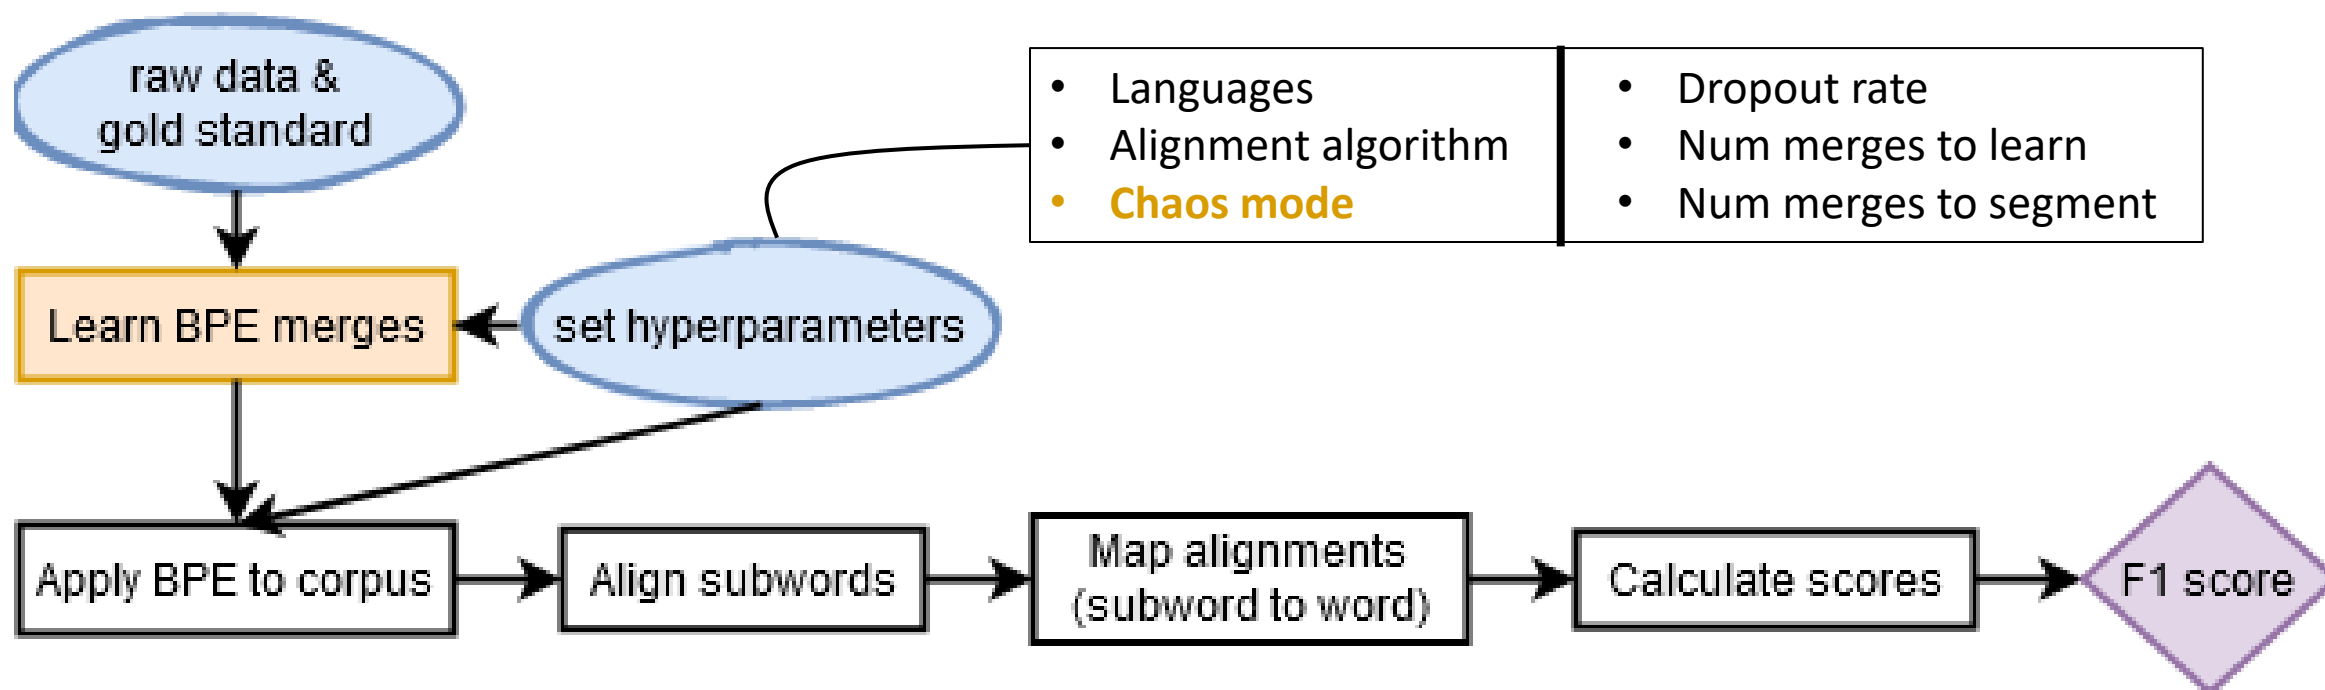 raw data &
gold standard
• Languages
• Alignment algorithm
• Chaos mode
• Dropout rate
• Num merges to learn
• Num merges to segment
Learn BPE merges
set hyperparameters
Apply BPE to corpus
Align subwords
Map alignments
(subword to word)
Calculate scores
F1 score